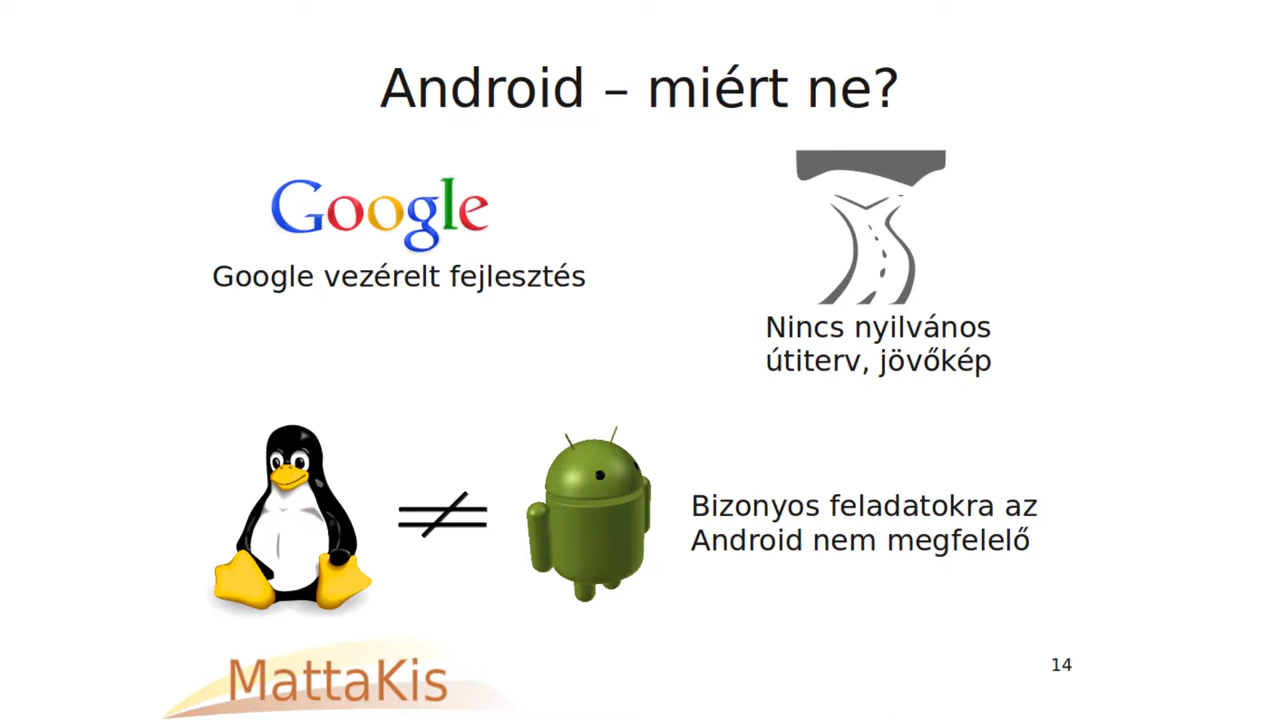 Android – miért ne?
Google
Google vezérelt fejlesztés
Nincs nyilvános
útiterv, jövőkép
Bizonyos feladatokra az
Android nem megfelelő
MattaKis
14